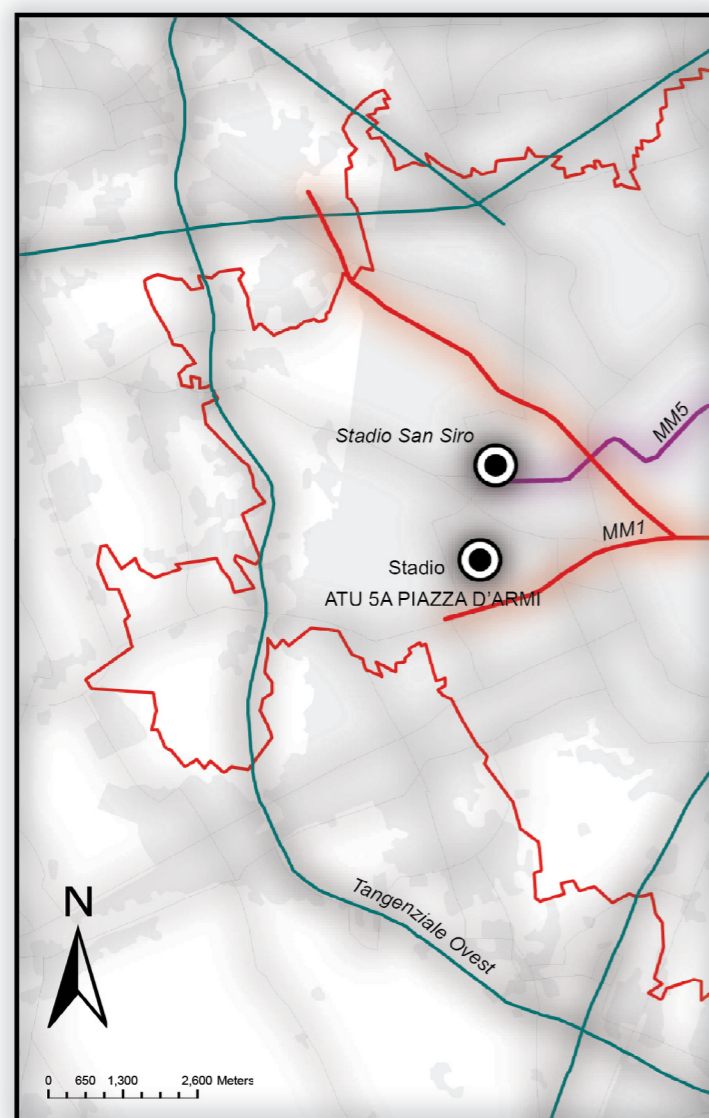 Stadio San Siro
MM5
MM1
Stadio
ATU 5A PIAZZA D'ARMI
Tangenziale Ovest
N
0 650 1,300 2,600 Meters